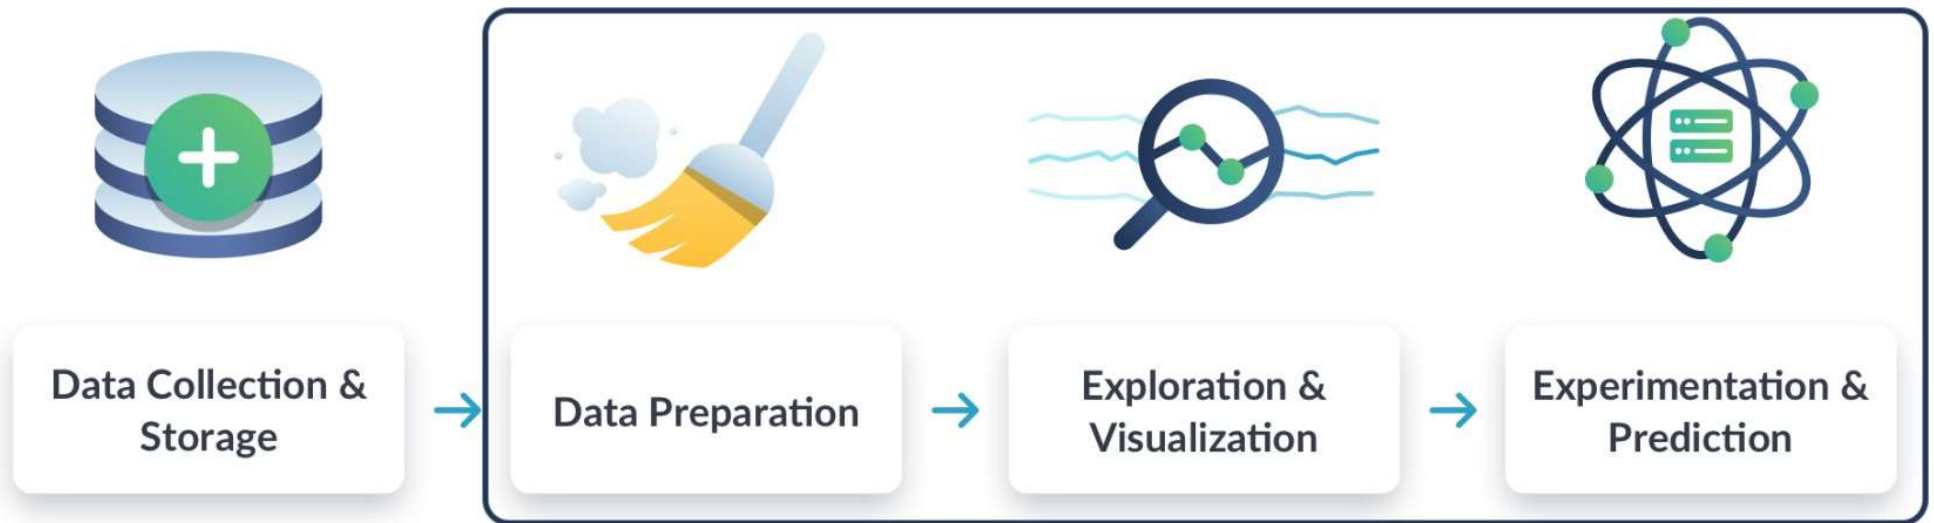 Data Collection &
Storage
Data Preparation
Exploration &
Visualization
Experimentation &
Prediction